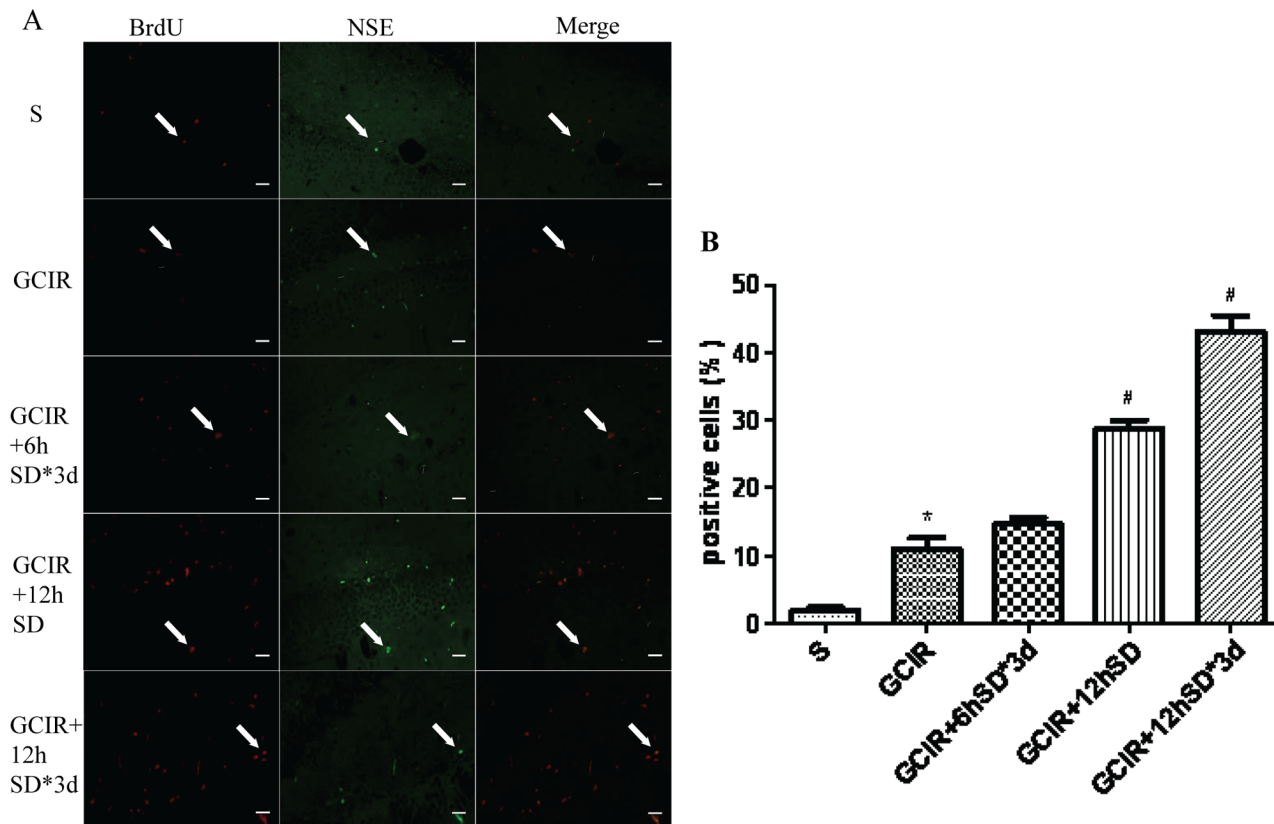 A
BrdU NSE Merge
S
GCIR
GCIR
+6h
SD*3d
GCIR
+12h
SD
GCIR+
12h
SD*3d
B
positive cells (%)
50
40
30
20
10
0
*
#
#
S
GCIR
GCIR+6hSD*3d
GCIR+12hSD
GCIR+12hSD*3d